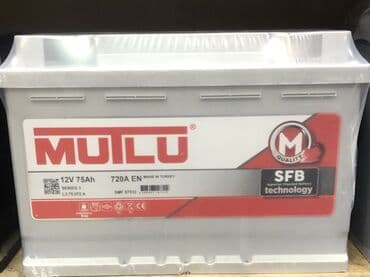 MUTLU
12V 75Ah 720A EN MADE IN TURKEY
SERIES 3
M
QUALITY
SFB
technology